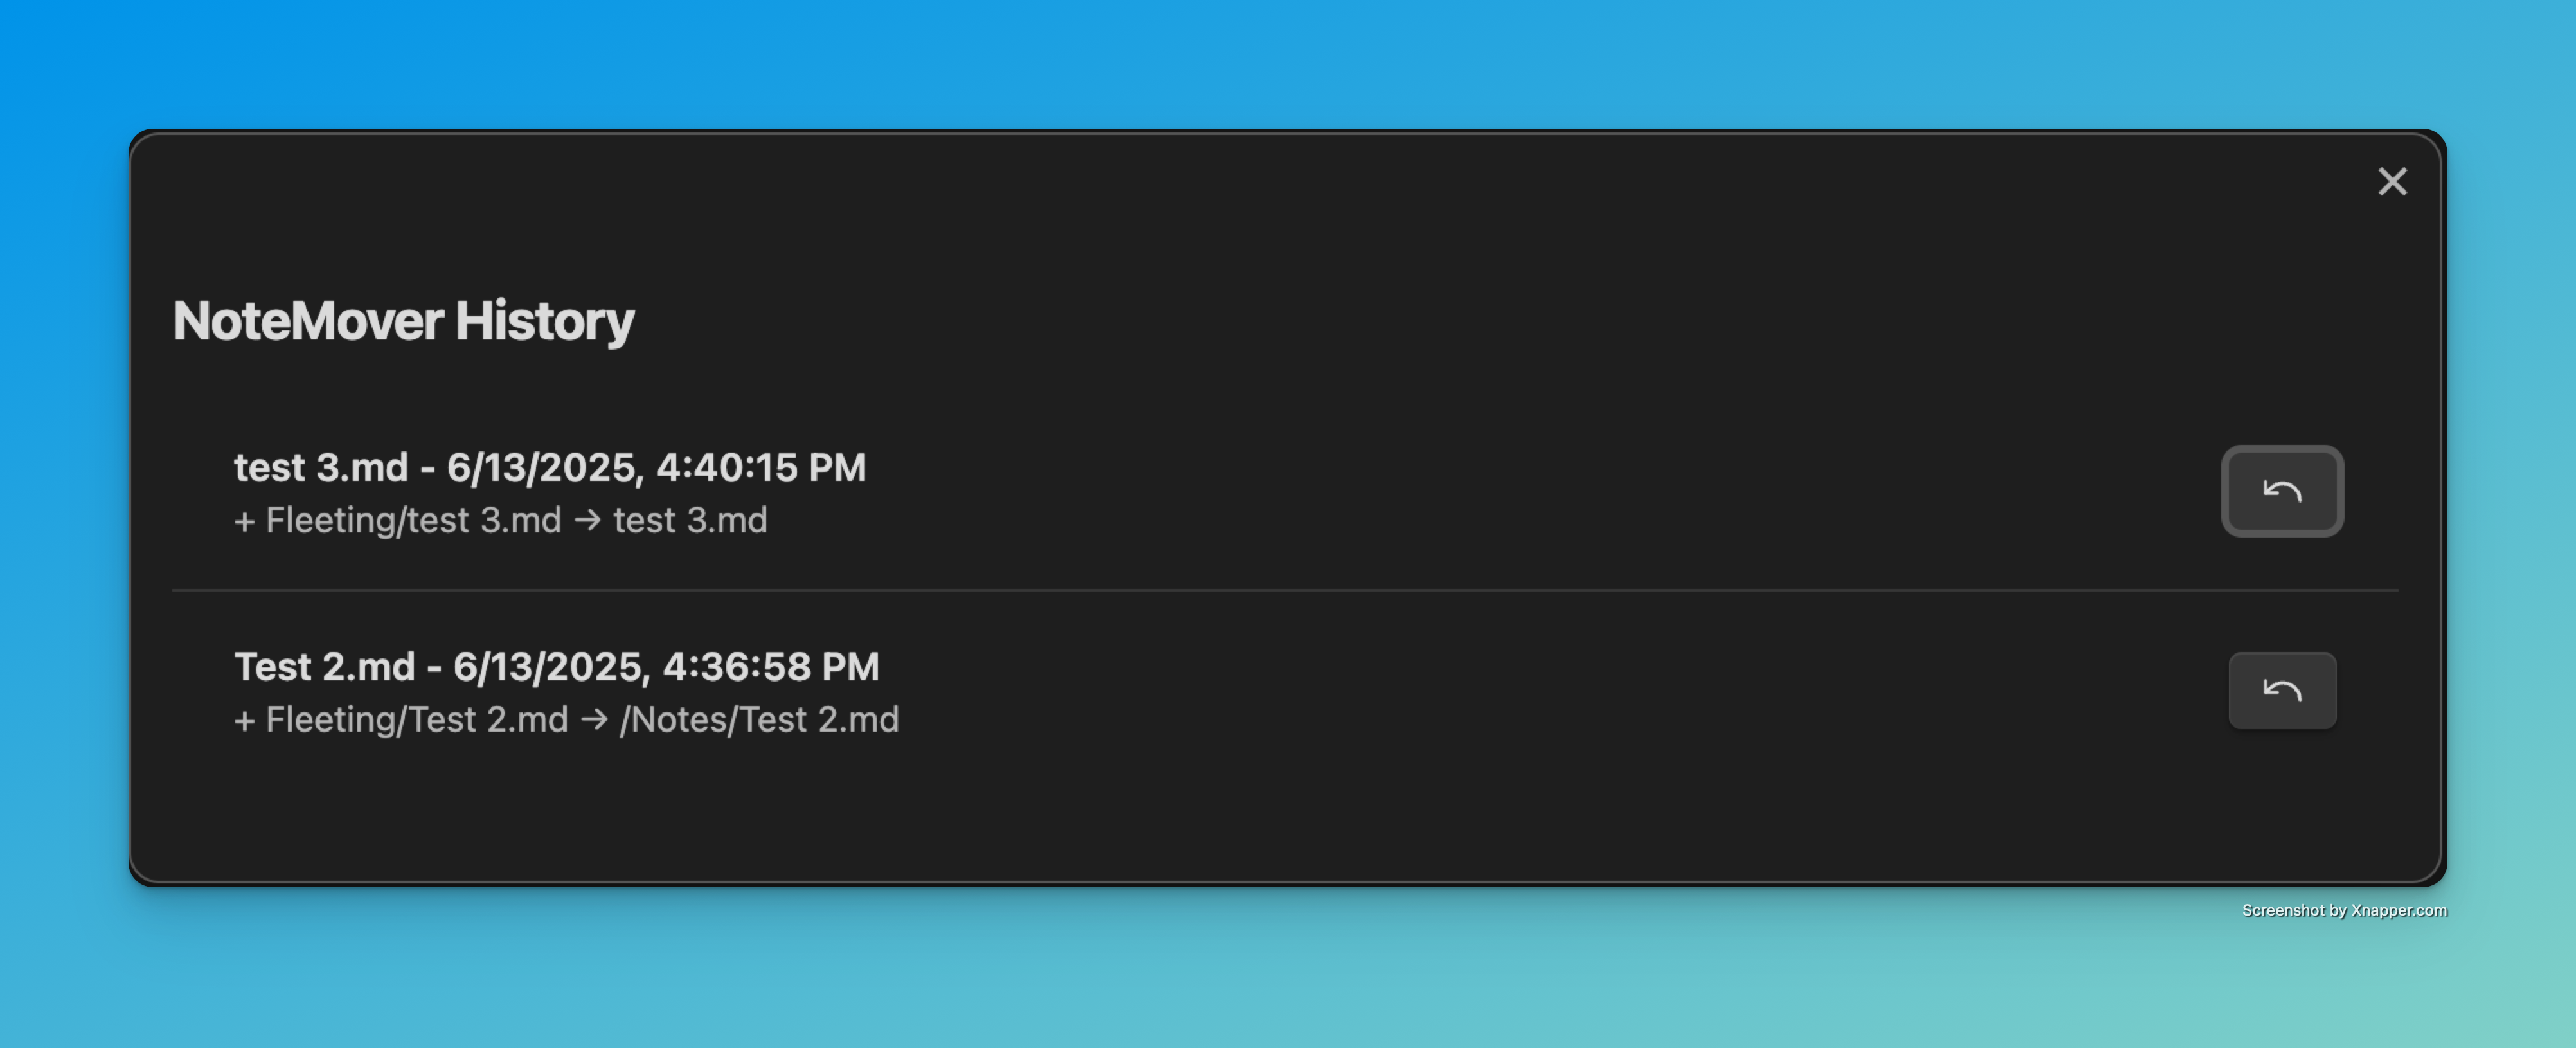 NoteMover History
test 3.md - 6/13/2025, 4:40:15 PM
+ Fleeting/test 3.md → test 3.md
Test 2.md - 6/13/2025, 4:36:58 PM
+ Fleeting/Test 2.md → /Notes/Test 2.md
Screenshot by Xnapper.com